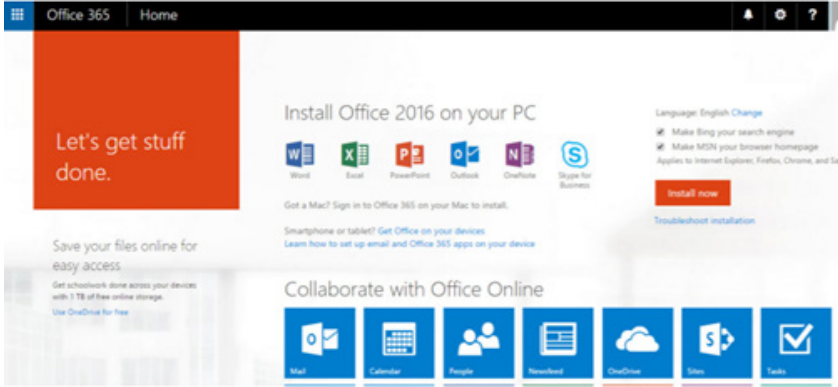 Office 365 Home
Let's get stuff
done.
Save your files online for
easy access
Get schoolwork done across your devices
with 1 TB of free online storage.
Use OneDrive for free
Install Office 2016 on your PC
Word Excel PowerPoint Outlook OneNote Skype for
Business
Got a Mac? Sign in to Office 365 on your Mac to install.
Smartphone or tablet? Get Office on your devices
Learn how to set up email and Office 365 apps on your device
Language: English Change
Make Bing your search engine
Make MSN your browser homepage
Applies to Internet Explorer, Firefox, Chrome, and Sa
Install now
Troubleshoot installation
Collaborate with Office Online
Mail Calendar People Newsfeed OneDrive Sites Tasks